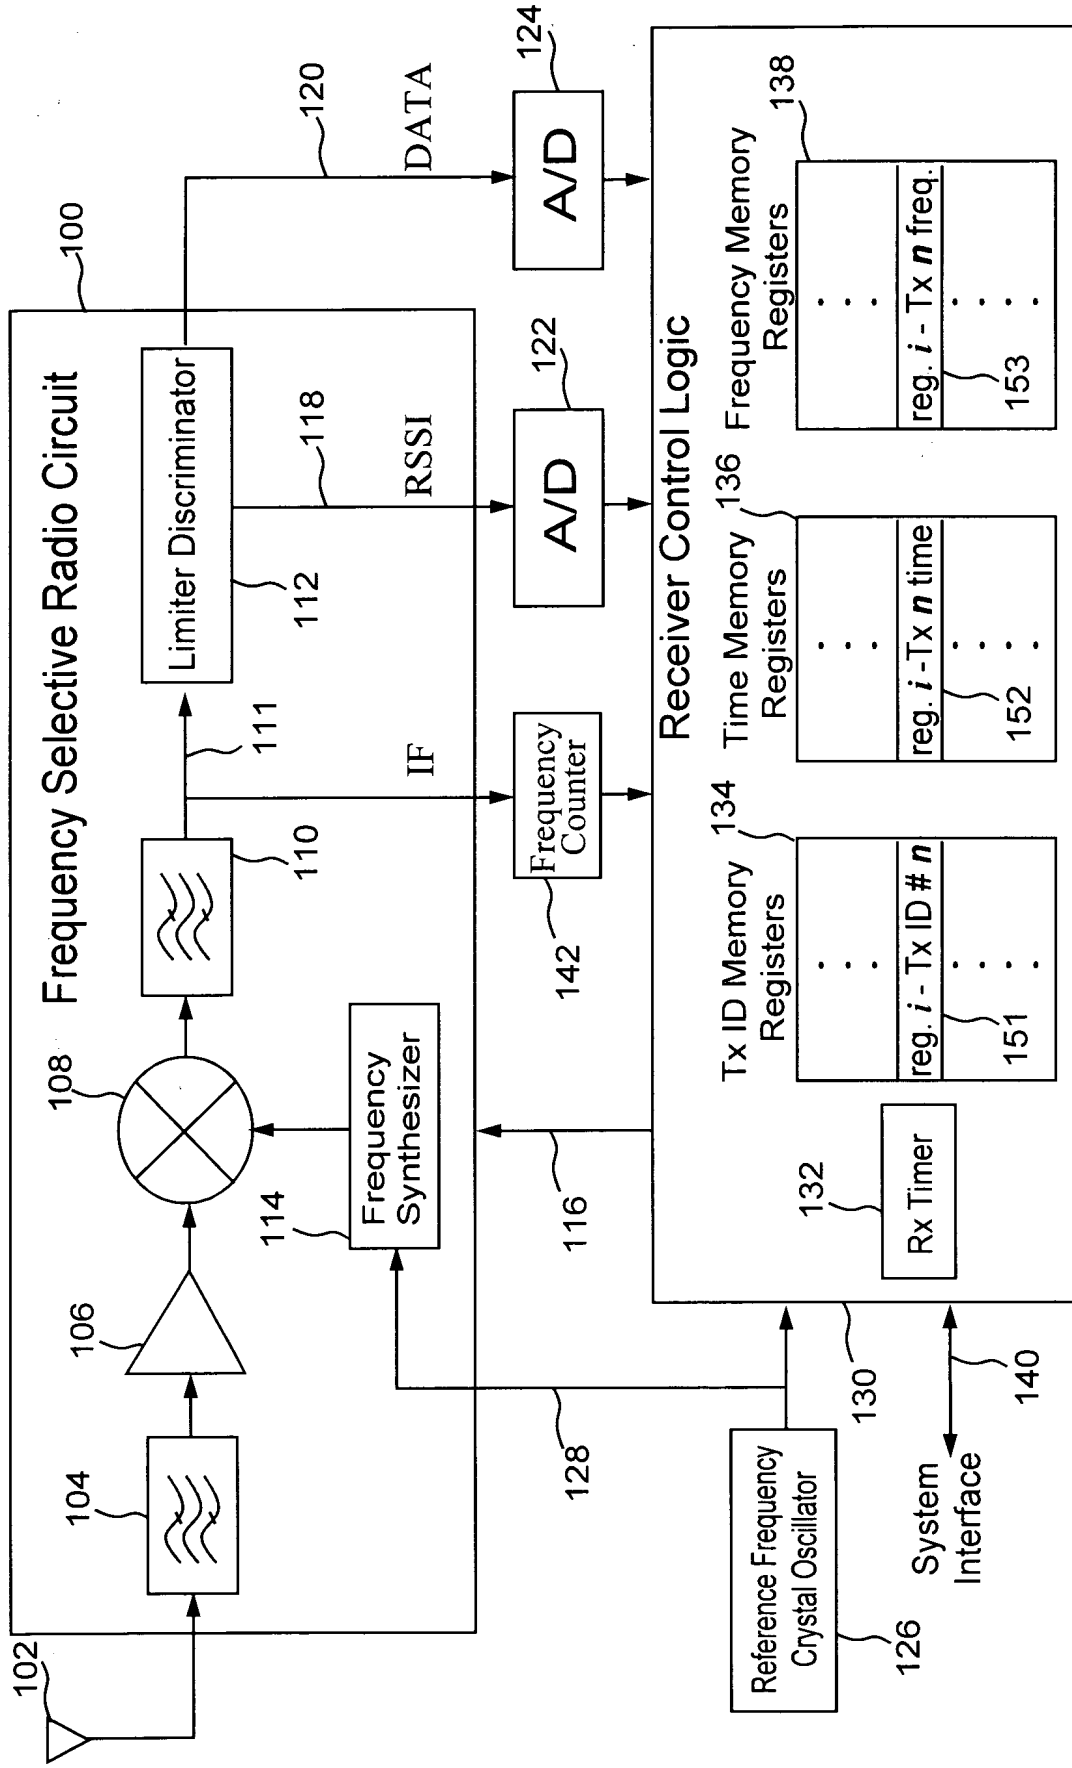 Frequency Selective Radio Circuit
100
102
104
106
108
110
111
Limiter Discriminator
112
114
Frequency
Synthesizer
116
118
120
IF
RSSI
DATA
128
142
Frequency
Counter
A/D
122
A/D
124
Reference Frequency
Crystal Oscillator
126
130
System
Interface
140
Receiver Control Logic
132
Rx Timer
Tx ID Memory
Registers
134
reg. i - Tx ID # n
151
Time Memory
Registers
136
reg. i -Tx n time
152
Frequency Memory
Registers
138
reg. i - Tx n freq.
153